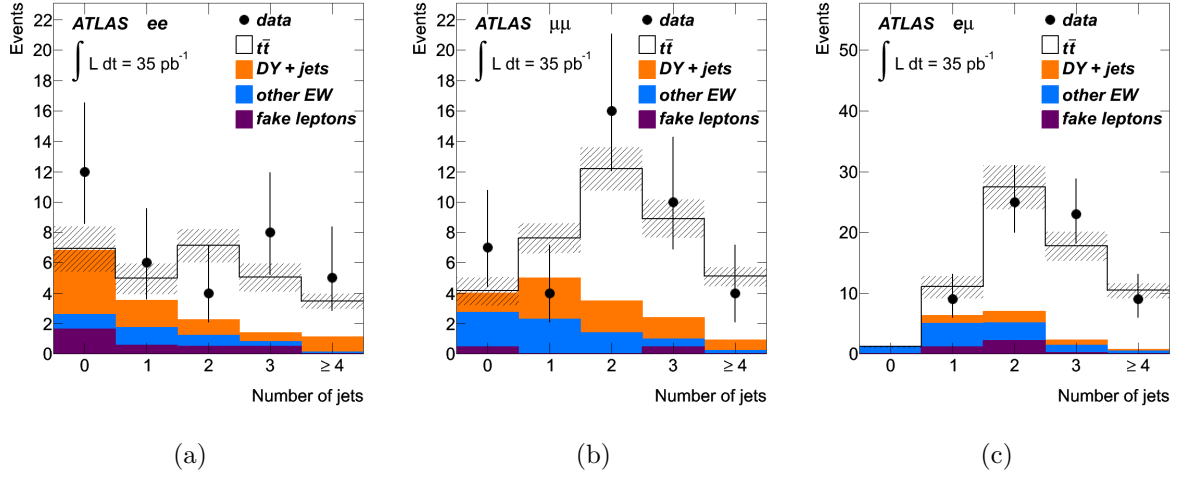 Events
22
20
18
16
14
12
10
8
6
4
2
0
ATLAS ee
∫ L dt = 35 pb⁻¹
data
tt̄
DY + jets
other EW
fake leptons
0 1 2 3 ≥ 4
Number of jets
(a)
Events
22
20
18
16
14
12
10
8
6
4
2
0
ATLAS μμ
∫ L dt = 35 pb⁻¹
data
tt̄
DY + jets
other EW
fake leptons
0 1 2 3 ≥ 4
Number of jets
(b)
Events
50
40
30
20
10
0
ATLAS eμ
∫ L dt = 35 pb⁻¹
data
tt̄
DY + jets
other EW
fake leptons
0 1 2 3 ≥ 4
Number of jets
(c)